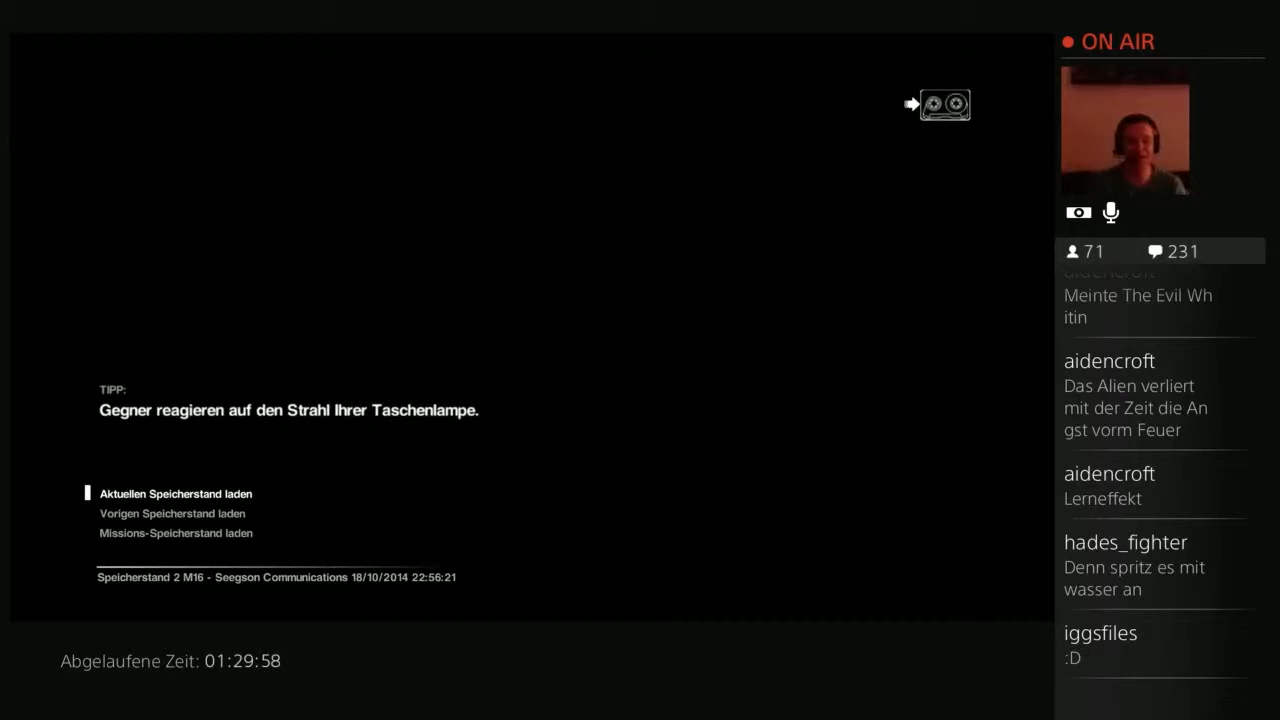 ON AIR
71 231
aidencroft
Meinte The Evil Wh
itin
aidencroft
Das Alien verliert
mit der Zeit die An
gst vorm Feuer
aidencroft
Lerneffekt
hades_fighter
Denn spritz es mit
wasser an
iggsfiles
:D
TIPP:
Gegner reagieren auf den Strahl Ihrer Taschenlampe.
Aktuellen Speicherstand laden
Vorigen Speicherstand laden
Missions-Speicherstand laden
Speicherstand 2 M16 - Seegson Communications 18/10/2014 22:56:21
Abgelaufene Zeit: 01:29:58